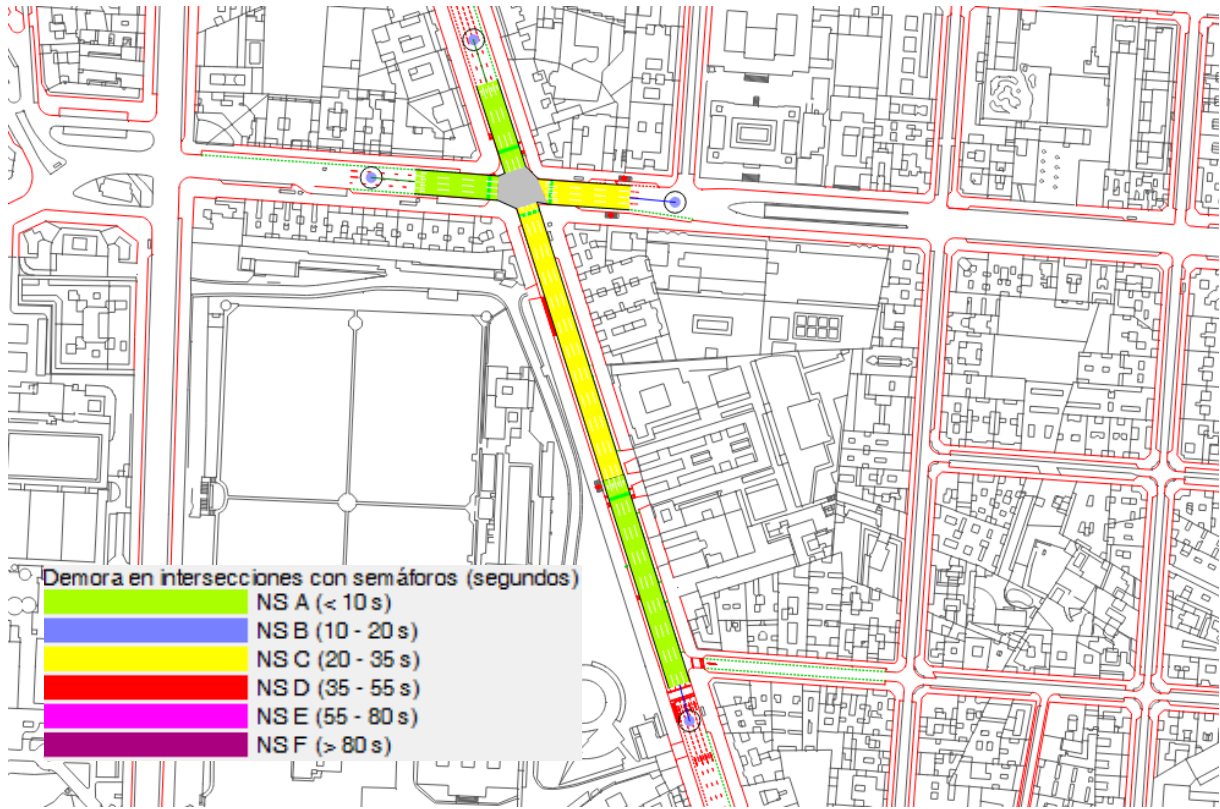 Demora en intersecciones con semáforos (segundos)
NS A (< 10 s)
NS B (10 - 20 s)
NS C (20 - 35 s)
NS D (35 - 55 s)
NS E (55 - 80 s)
NS F (> 80 s)